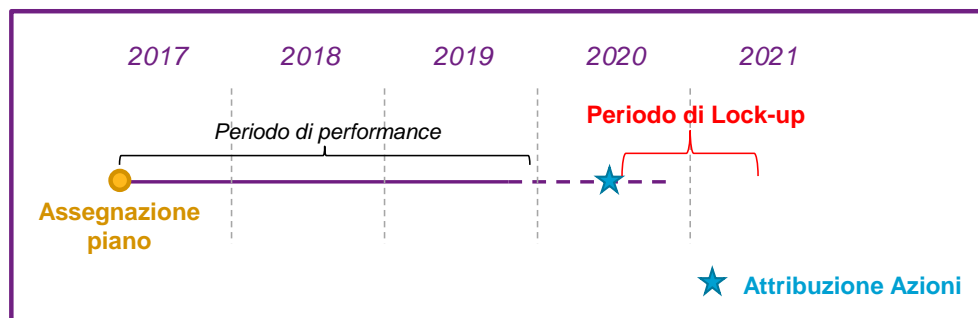 2017 2018 2019 2020 2021
Periodo di Lock-up
Periodo di performance
Assegnazione
piano
Attribuzione Azioni